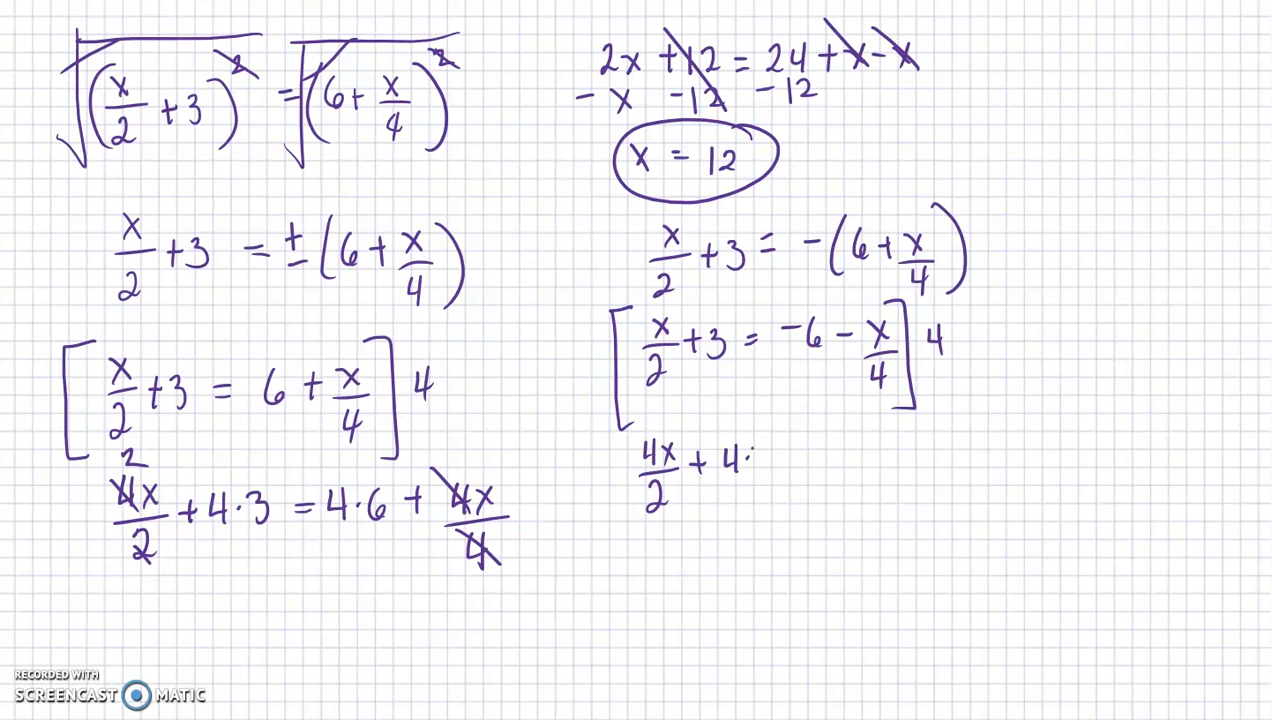 √(x/2 + 3)² = √(6 + x/4)²
x/2 + 3 = ± (6 + x/4)
[x/2 + 3 = 6 + x/4] 4
2
4x/2 + 4·3 = 4·6 + 4x/4
2x + 12 = 24 + x - x
- x - 12 - 12
x = 12
x/2 + 3 = -(6 + x/4)
[x/2 + 3 = -6 - x/4] 4
4x/2 + 4·
RECORDED WITH
SCREENCAST MATIC